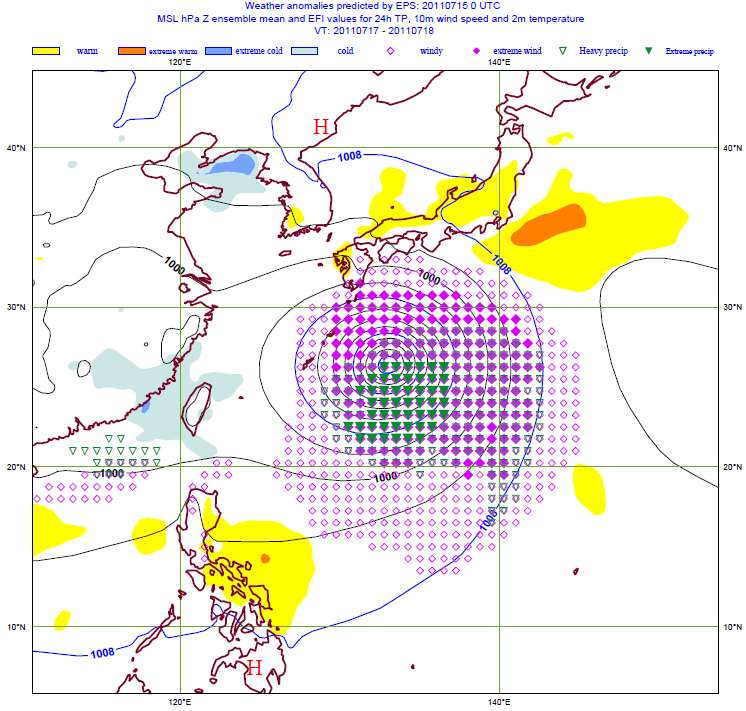 Weather anomalies predicted by EPS: 20110715 0 UTC
MSL hPa Z ensemble mean and EFI values for 24h TP, 10m wind speed and 2m temperature
VT: 20110717 - 20110718
warm extreme warm extreme cold cold windy extreme wind Heavy precip Extreme precip
120°E 140°E
H
40°N 1008 40°N
1000 1008
1000
30°N 30°N
20°N 1000 1000 20°N
1008
10°N 10°N
1008 H
120°E 140°E